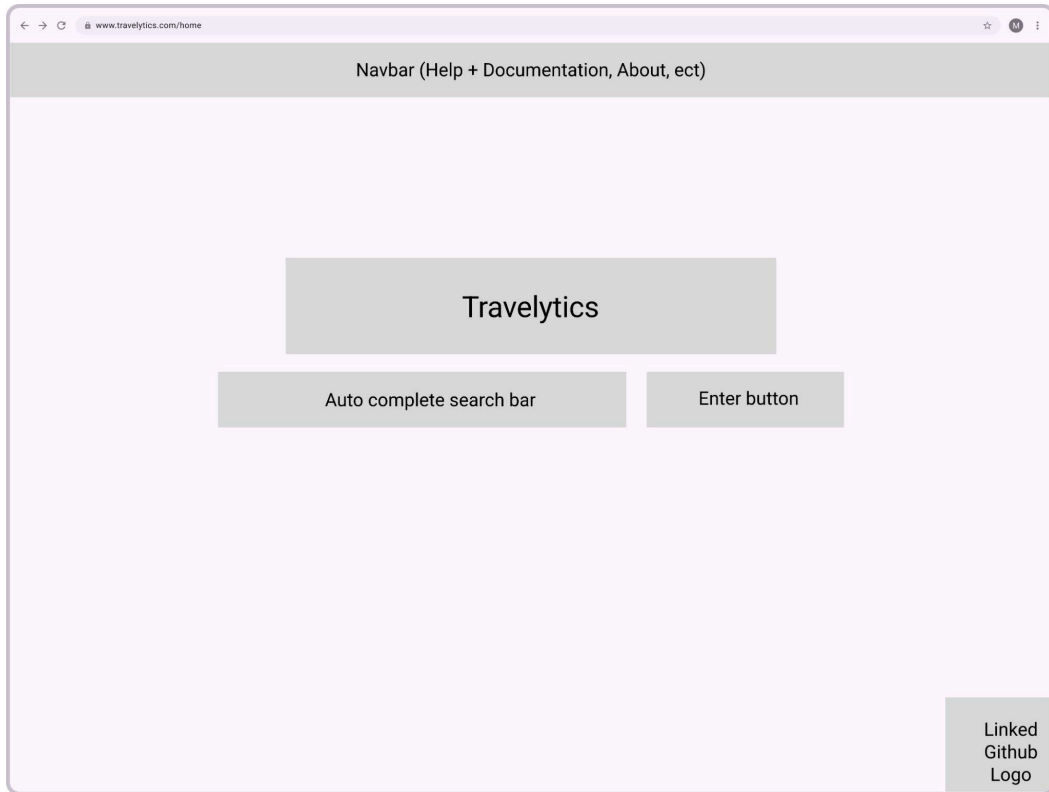 www.travelytics.com/home
M
Navbar (Help + Documentation, About, ect)
Travelytics
Auto complete search bar
Enter button
Linked
Github
Logo